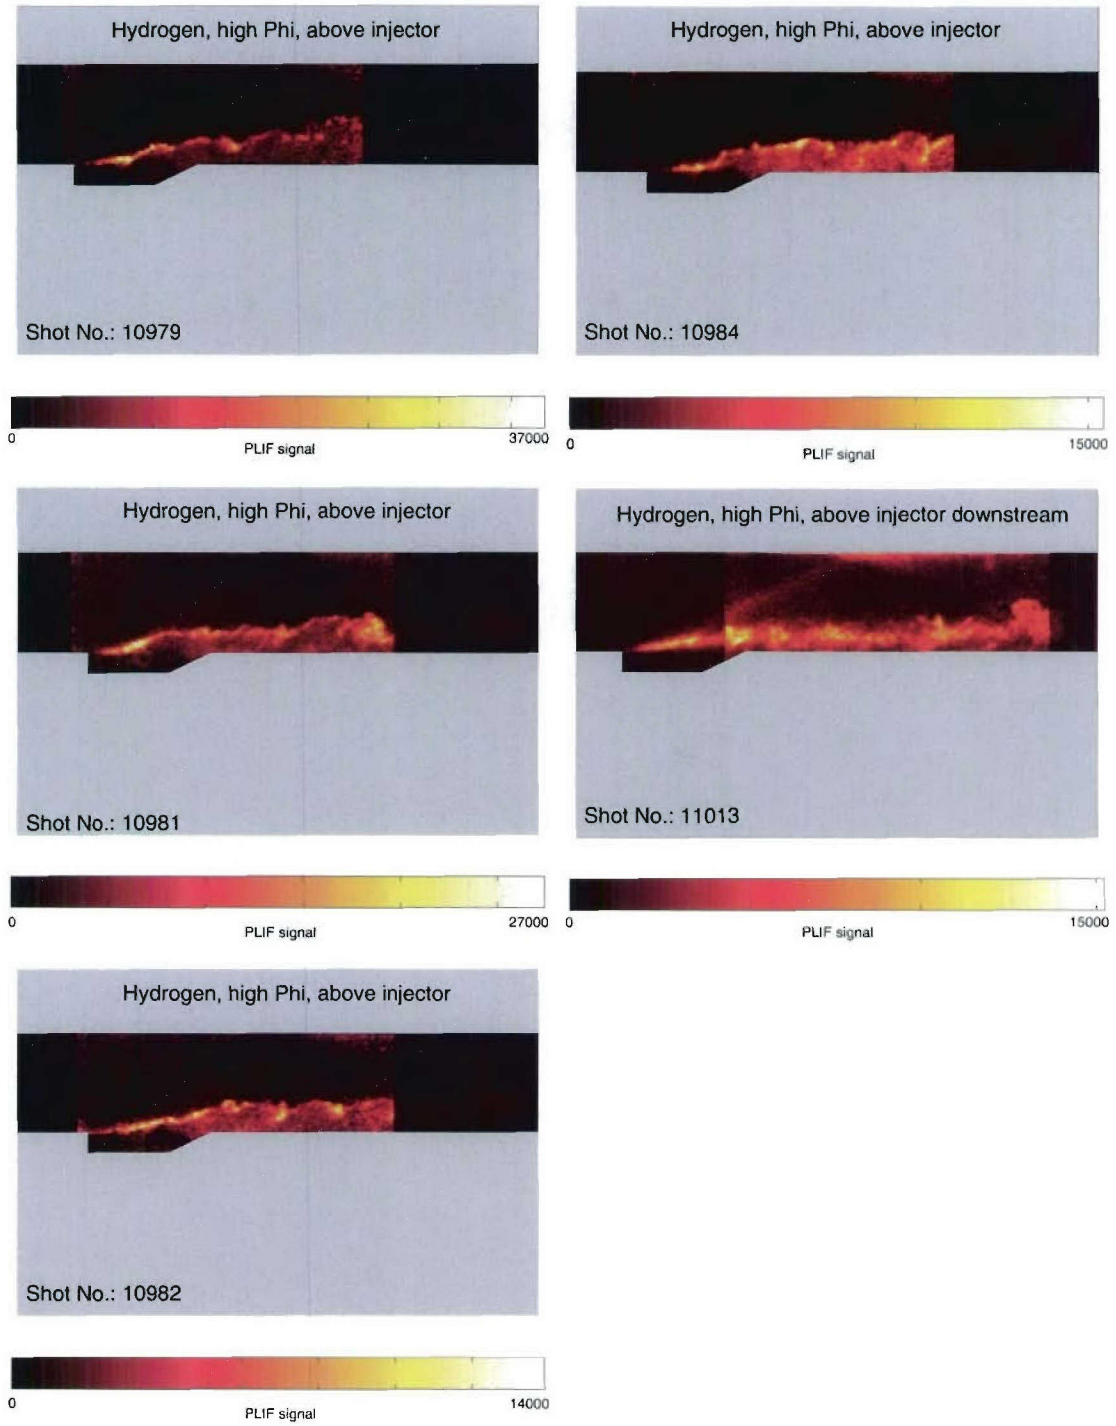 Hydrogen, high Phi, above injector
Shot No.: 10979
0
37000
PLIF signal
Hydrogen, high Phi, above injector
Shot No.: 10984
0
15000
PLIF signal
Hydrogen, high Phi, above injector
Shot No.: 10981
0
27000
PLIF signal
Hydrogen, high Phi, above injector downstream
Shot No.: 11013
0
15000
PLIF signal
Hydrogen, high Phi, above injector
Shot No.: 10982
0
14000
PLIF signal